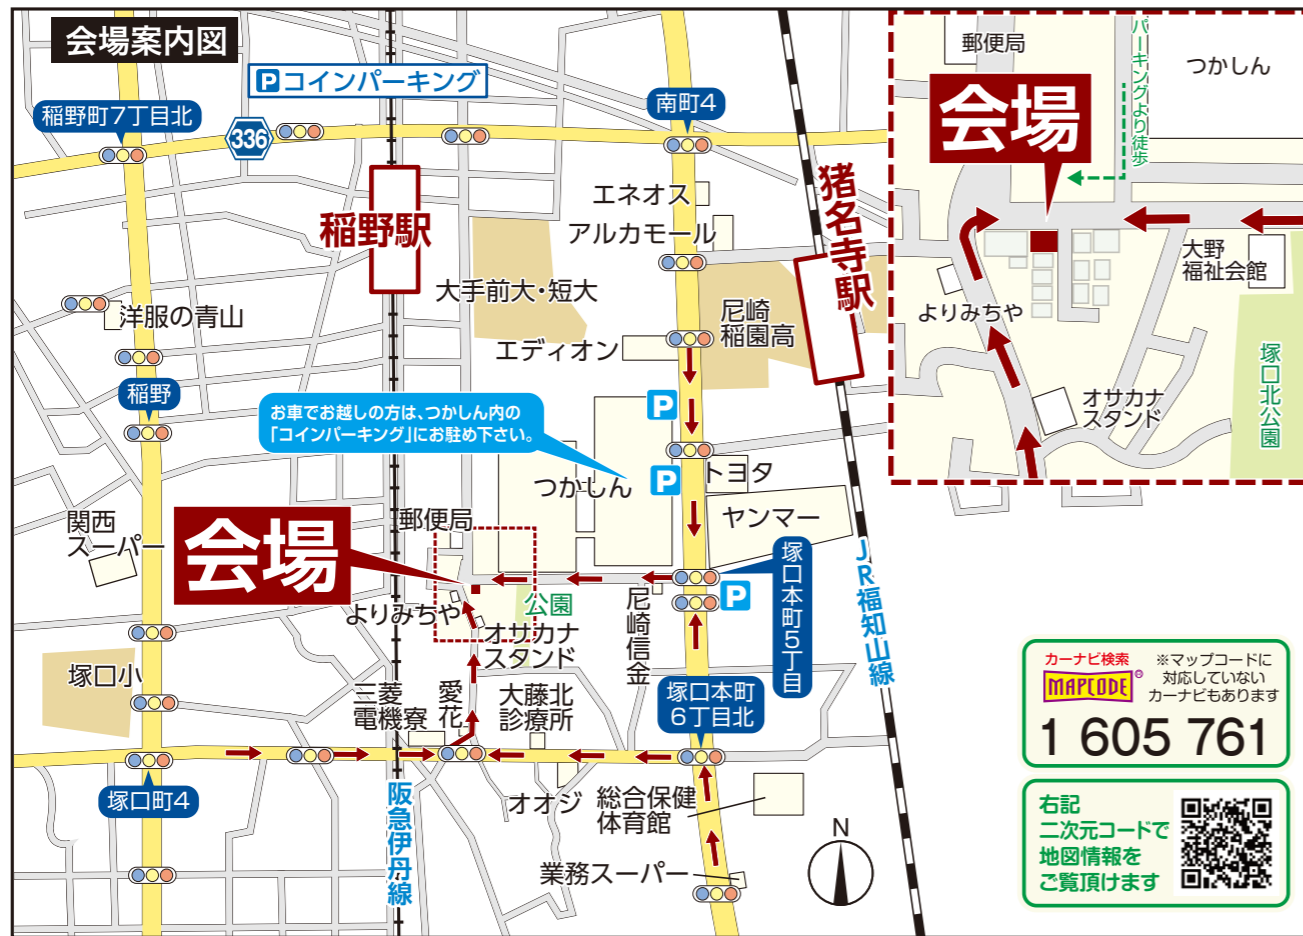 会場案内図
Pコインパーキング
稲野町7丁目北
336
南町4
稲野駅
猪名寺駅
エネオス
アルカモール
大手前大・短大
尼崎
稲園高
洋服の青山
エディオン
稲野
お車でお越しの方は、つかしん内の
「コインパーキング」にお駐め下さい。
P
P
つかしん
トヨタ
ヤンマー
郵便局
関西
スーパー
会場
よりみちや
公園
オサカナ
スタンド
尼崎信金
P
塚口本町5丁目
JR福知山線
塚口小
三菱
電機寮
愛花
大藤北
診療所
塚口本町
6丁目北
塚口町4
阪急伊丹線
オオジ
総合保健
体育館
業務スーパー
N
郵便局
パーキングより徒歩
つかしん
会場
大野
福祉会館
よりみちや
オサカナ
スタンド
塚口北公園
カーナビ検索
MAPCODE®
※マップコードに
対応していない
カーナビもあります
1 605 761
右記
二次元コードで
地図情報を
ご覧頂けます